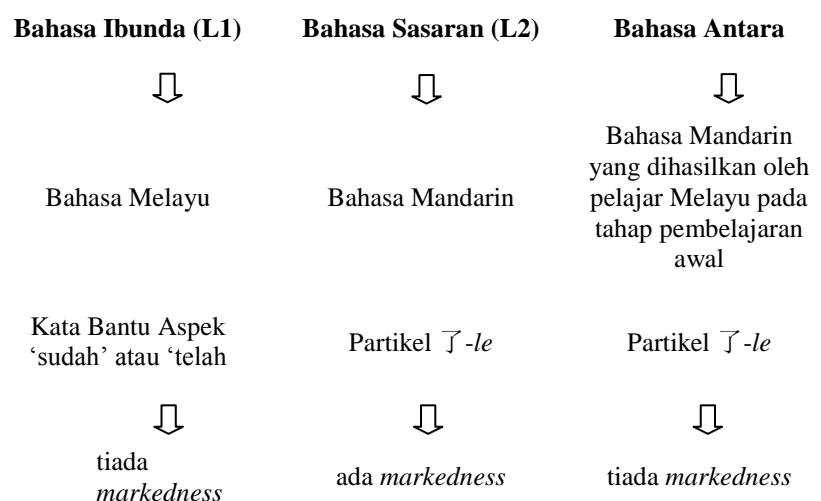 Bahasa Ibunda (L1) Bahasa Sasaran (L2) Bahasa Antara
Bahasa Melayu
Bahasa Mandarin
Bahasa Mandarin
yang dihasilkan oleh
pelajar Melayu pada
tahap pembelajaran
awal
Kata Bantu Aspek
‘sudah’ atau ‘telah
Partikel 了-le
Partikel 了-le
tiada
markedness
ada markedness
tiada markedness